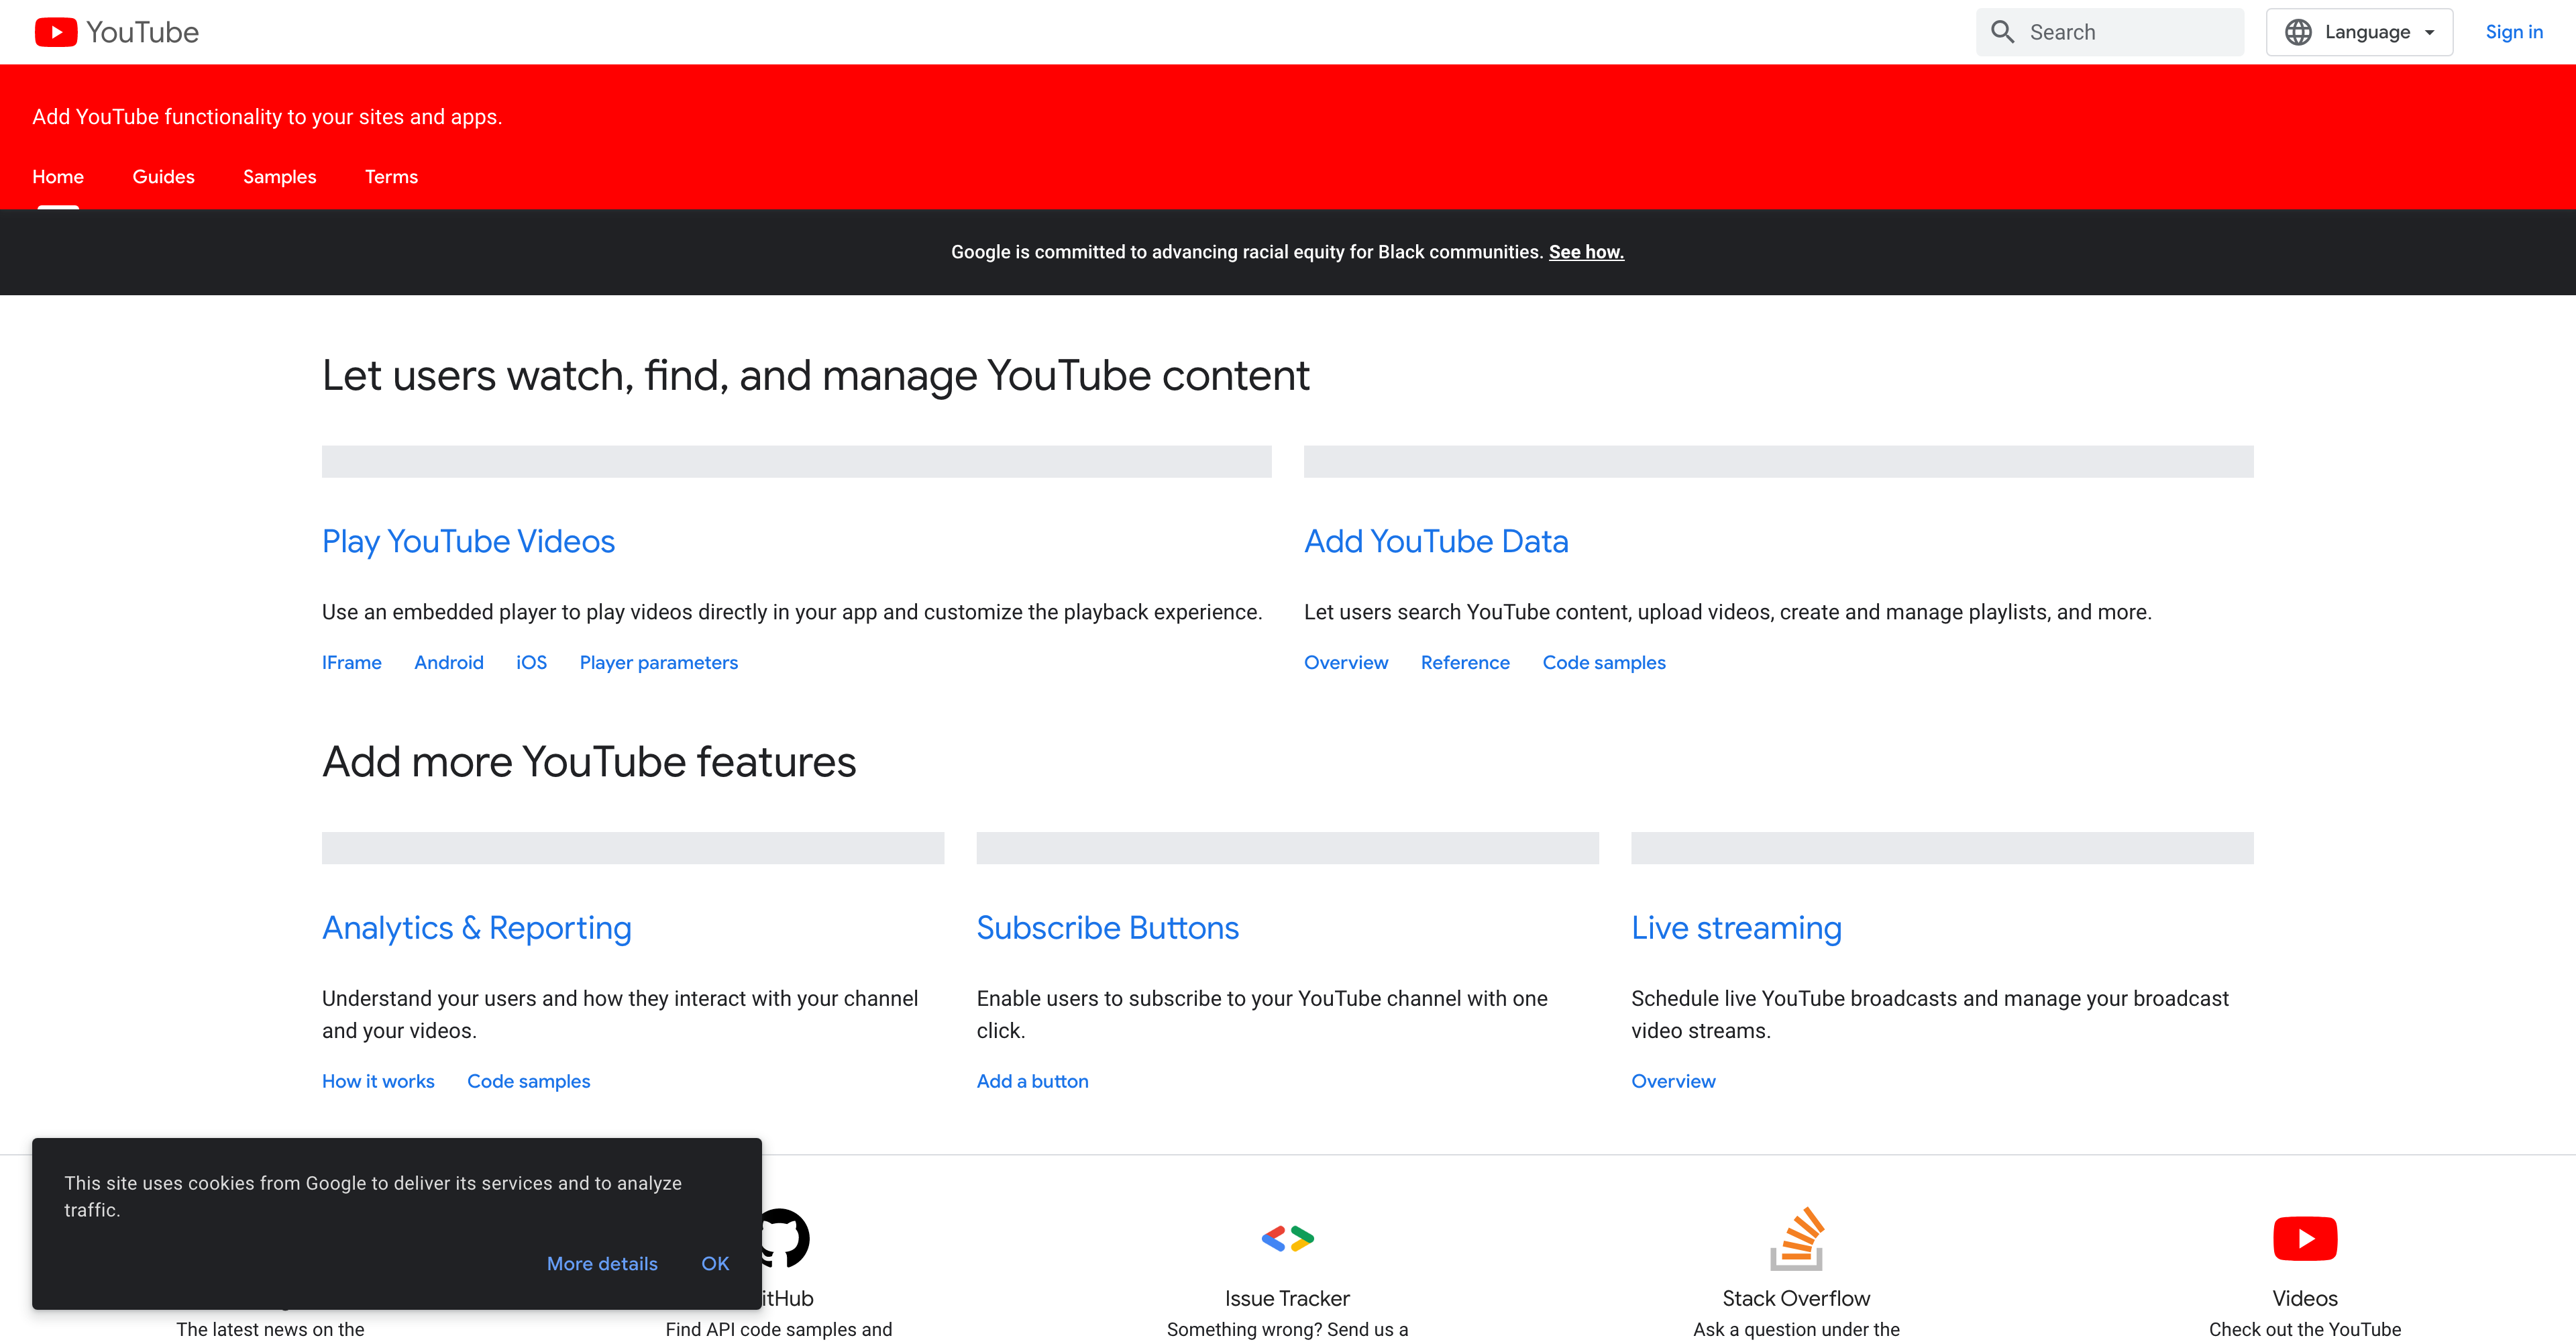 YouTube
Search
Language
Sign in
Add YouTube functionality to your sites and apps.
Home
Guides
Samples
Terms
Google is committed to advancing racial equity for Black communities. See how.
Let users watch, find, and manage YouTube content
Play YouTube Videos
Use an embedded player to play videos directly in your app and customize the playback experience.
IFrame
Android
iOS
Player parameters
Add YouTube Data
Let users search YouTube content, upload videos, create and manage playlists, and more.
Overview
Reference
Code samples
Add more YouTube features
Analytics & Reporting
Understand your users and how they interact with your channel
and your videos.
How it works
Code samples
Subscribe Buttons
Enable users to subscribe to your YouTube channel with one
click.
Add a button
Live streaming
Schedule live YouTube broadcasts and manage your broadcast
video streams.
Overview
This site uses cookies from Google to deliver its services and to analyze
traffic.
More details
OK
The latest news on the
itHub
Find API code samples and
Issue Tracker
Something wrong? Send us a
Stack Overflow
Ask a question under the
Videos
Check out the YouTube